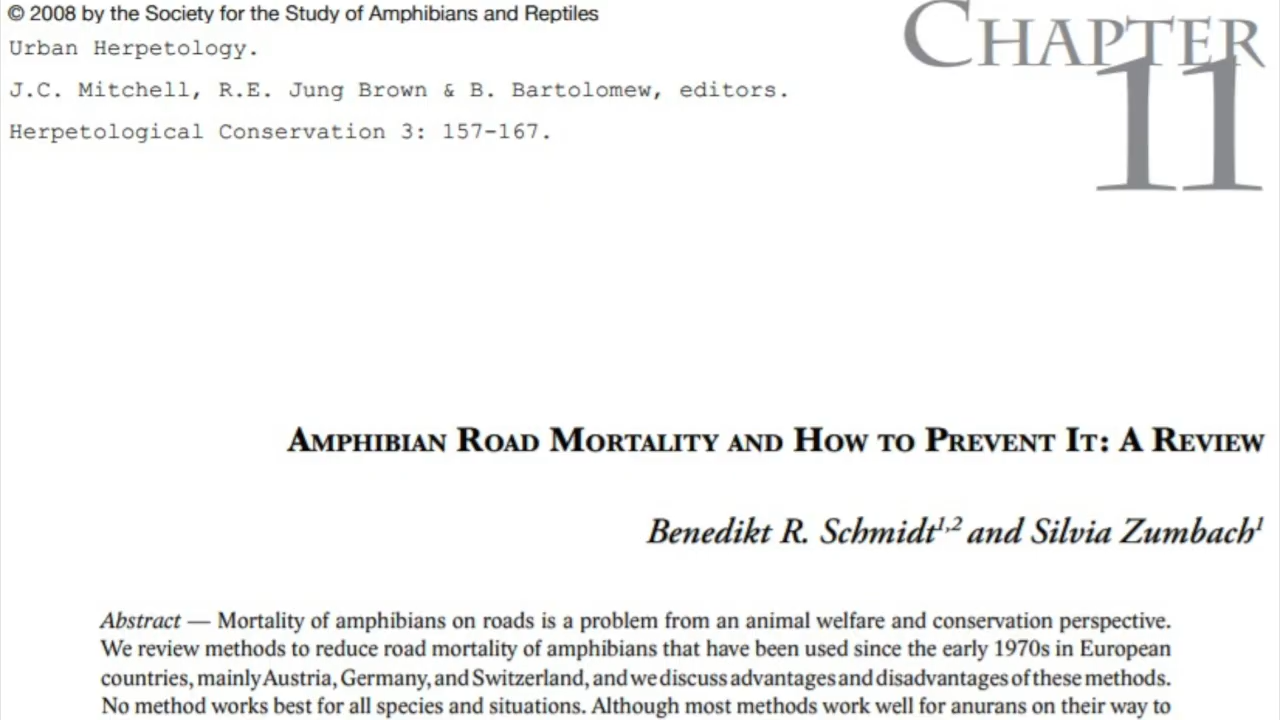 © 2008 by the Society for the Study of Amphibians and Reptiles
Urban Herpetology.
J.C. Mitchell, R.E. Jung Brown & B. Bartolomew, editors.
Herpetological Conservation 3: 157-167.
CHAPTER
11
AMPHIBIAN ROAD MORTALITY AND HOW TO PREVENT IT: A REVIEW
Benedikt R. Schmidt1,2 and Silvia Zumbach1
Abstract — Mortality of amphibians on roads is a problem from an animal welfare and conservation perspective.
We review methods to reduce road mortality of amphibians that have been used since the early 1970s in European
countries, mainly Austria, Germany, and Switzerland, and we discuss advantages and disadvantages of these methods.
No method works best for all species and situations. Although most methods work well for anurans on their way to